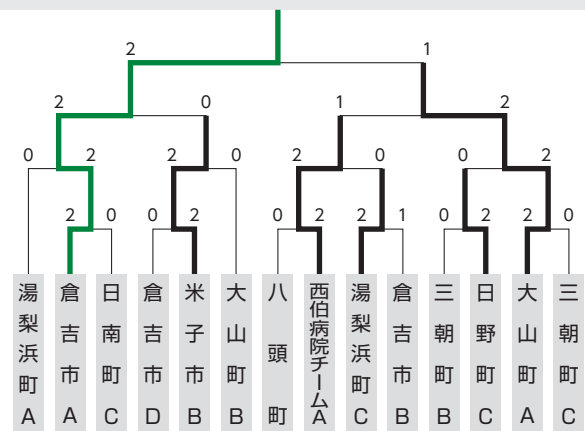 2 1
2 0 1 2
0 2 2 0 2 0 0 2
2 0 0 2 0 2 2 1 0 2 2 0
湯梨浜町A
倉吉市A
日南町C
倉吉市D
米子市B
大山町B
八頭町
西伯病院チームA
湯梨浜町C
倉吉市B
三朝町B
日野町C
大山町A
三朝町C